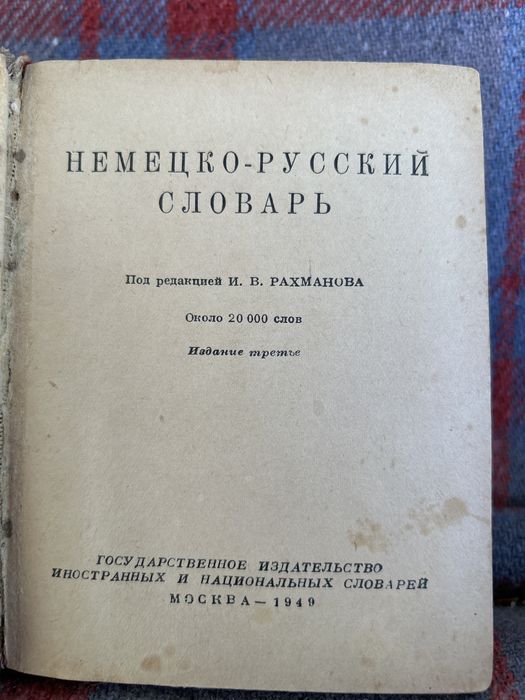 НЕМЕЦКО-РУССКИЙ
СЛОВАРЬ
Под редакцией И. В. РАХМАНОВА
Около 20 000 слов
Издание третье
ГОСУДАРСТВЕННОЕ ИЗДАТЕЛЬСТВО
ИНОСТРАННЫХ И НАЦИОНАЛЬНЫХ СЛОВАРЕЙ
МОСКВА — 1949